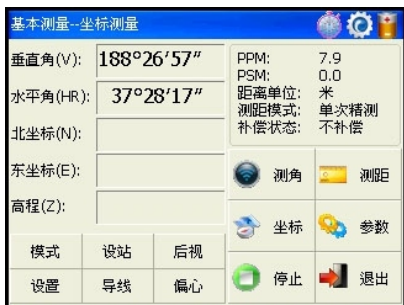 基本测量--坐标测量
垂直角(V): 188°26′57″
水平角(HR): 37°28′17″
北坐标(N):
东坐标(E):
高程(Z):
PPM: 7.9
PSM: 0.0
距离单位: 米
测距模式: 单次精测
补偿状态: 不补偿
测角 测距
坐标 参数
停止 退出
模式 设站 后视
设置 导线 偏心